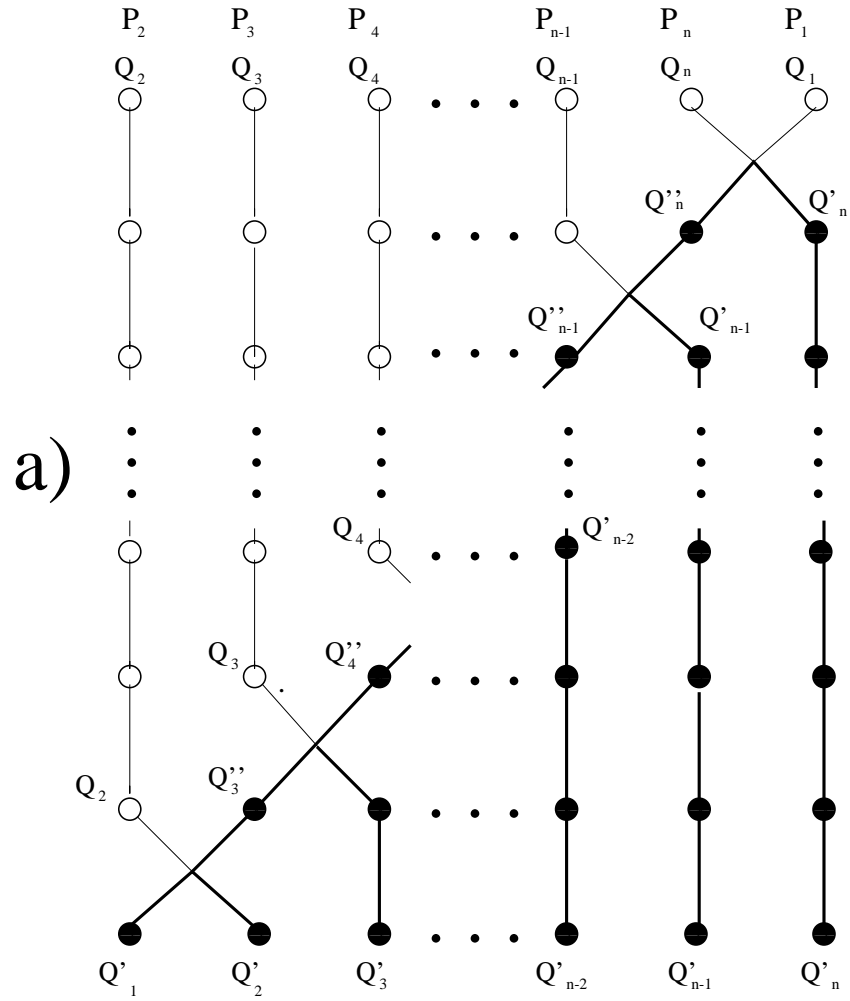 P2 P3 P4 Pn-1 Pn P1
Q2 Q3 Q4 Qn-1 Qn Q1
Q''n Q'n
Q''n-1 Q'n-1
a)
Q4 Q'n-2
Q3 Q''4
Q2 Q''3
Q'1 Q'2 Q'3 Q'n-2 Q'n-1 Q'n